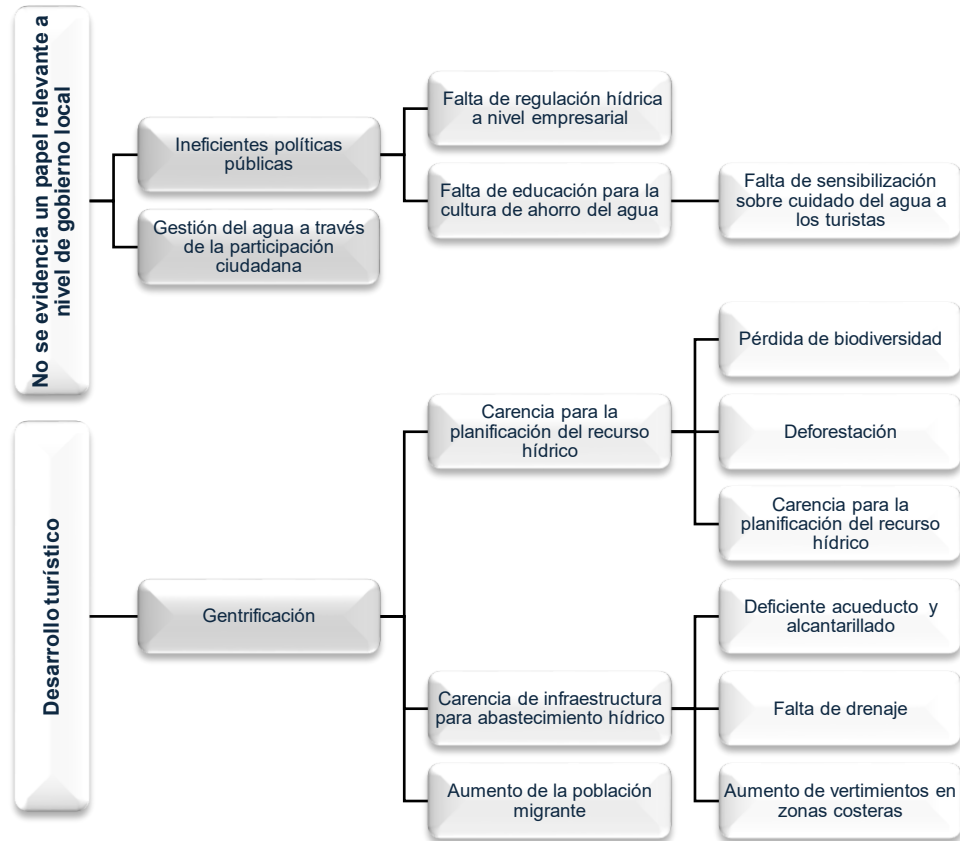 No se evidencia un papel relevante a
nivel de gobierno local
Ineficientes políticas
públicas
Falta de regulación hídrica
a nivel empresarial
Falta de educación para la
cultura de ahorro del agua
Falta de sensibilización
sobre cuidado del agua a
los turistas
Gestión del agua a través
de la participación
ciudadana
Desarrollo turístico
Gentrificación
Carencia para la
planificación del recurso
hídrico
Pérdida de biodiversidad
Deforestación
Carencia para la
planificación del recurso
hídrico
Carencia de infraestructura
para abastecimiento hídrico
Deficiente acueducto y
alcantarillado
Falta de drenaje
Aumento de vertimientos en
zonas costeras
Aumento de la población
migrante